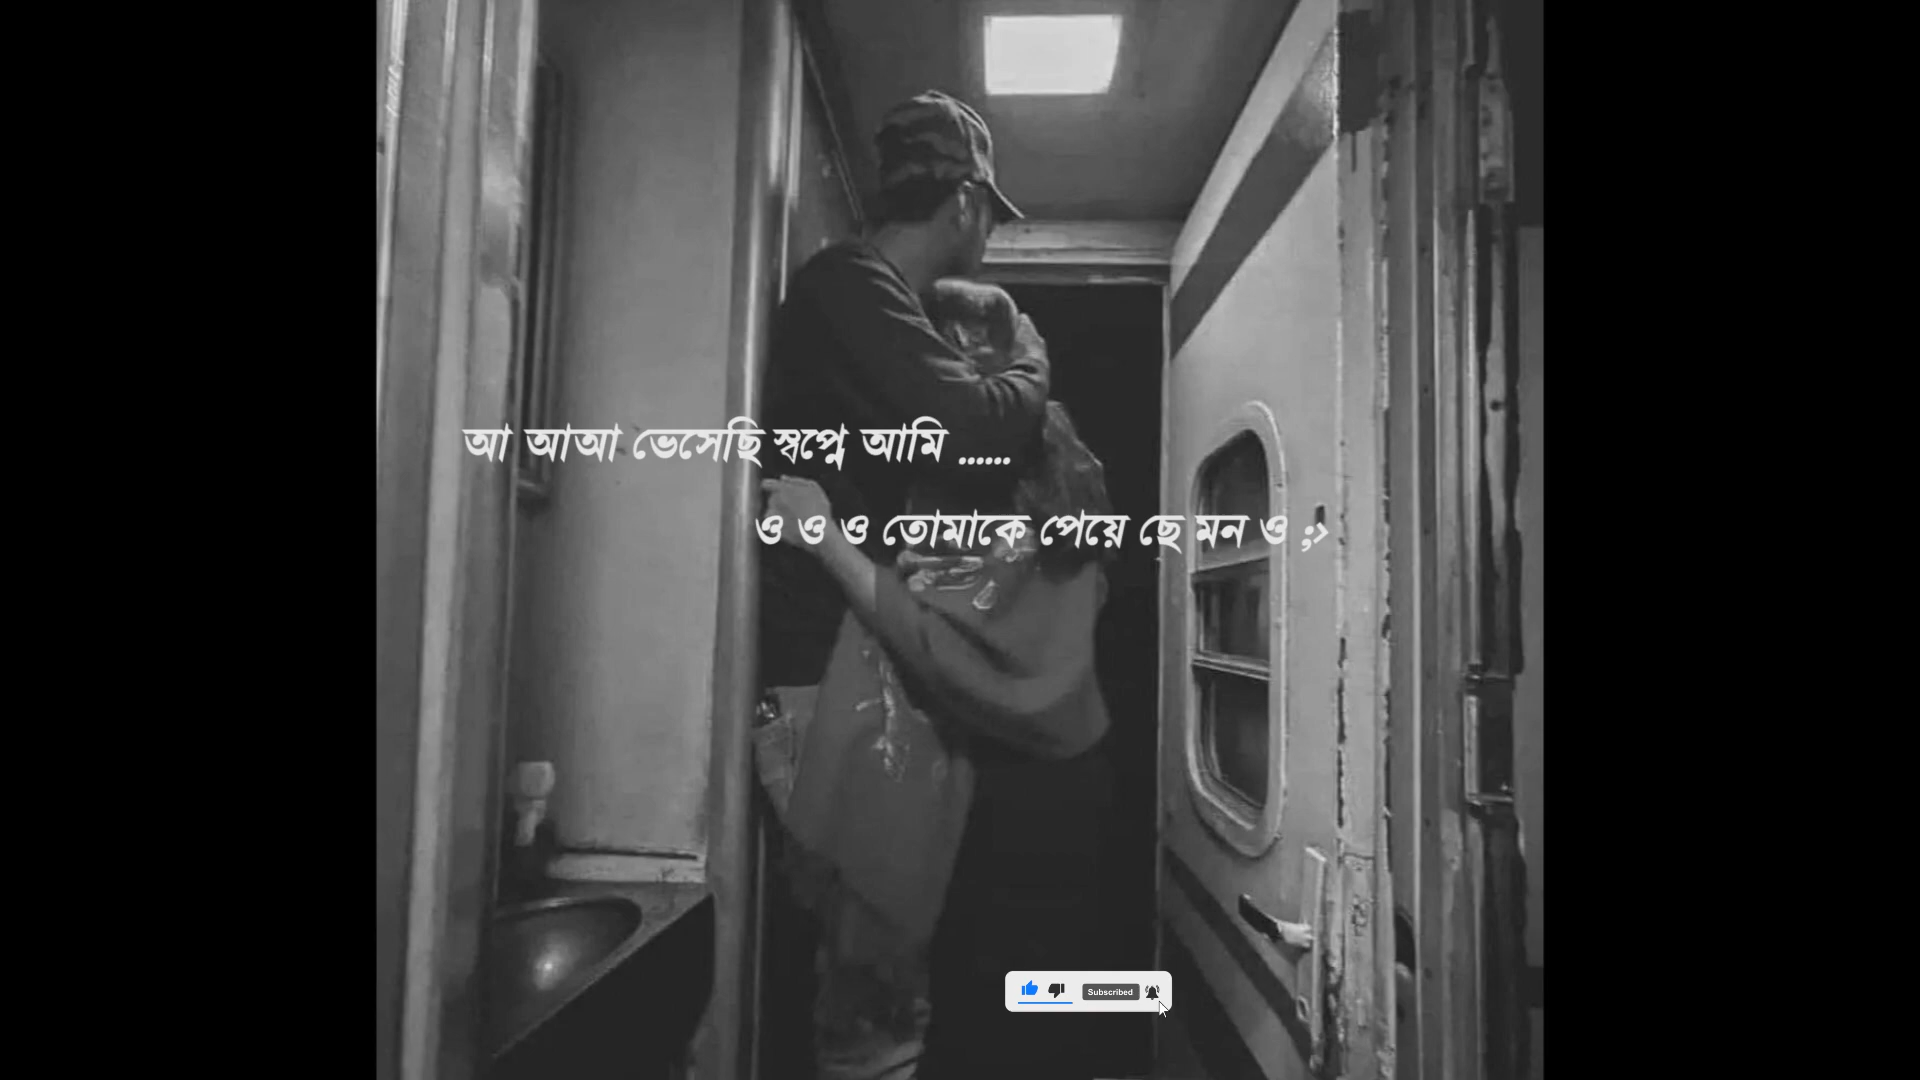 আ আআ ভেসেছি স্বপ্নে আমি ......
ও ও ও তোমাকে পেয়ে ছে মন ও ;>
Subscribed